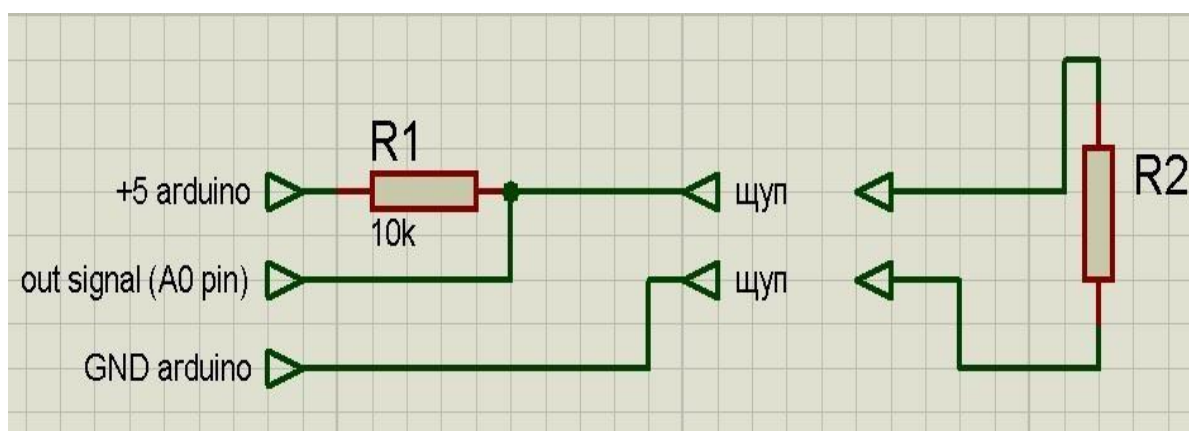 R1
+5 arduino
щуп
R2
10k
out signal (A0 pin)
щуп
GND arduino